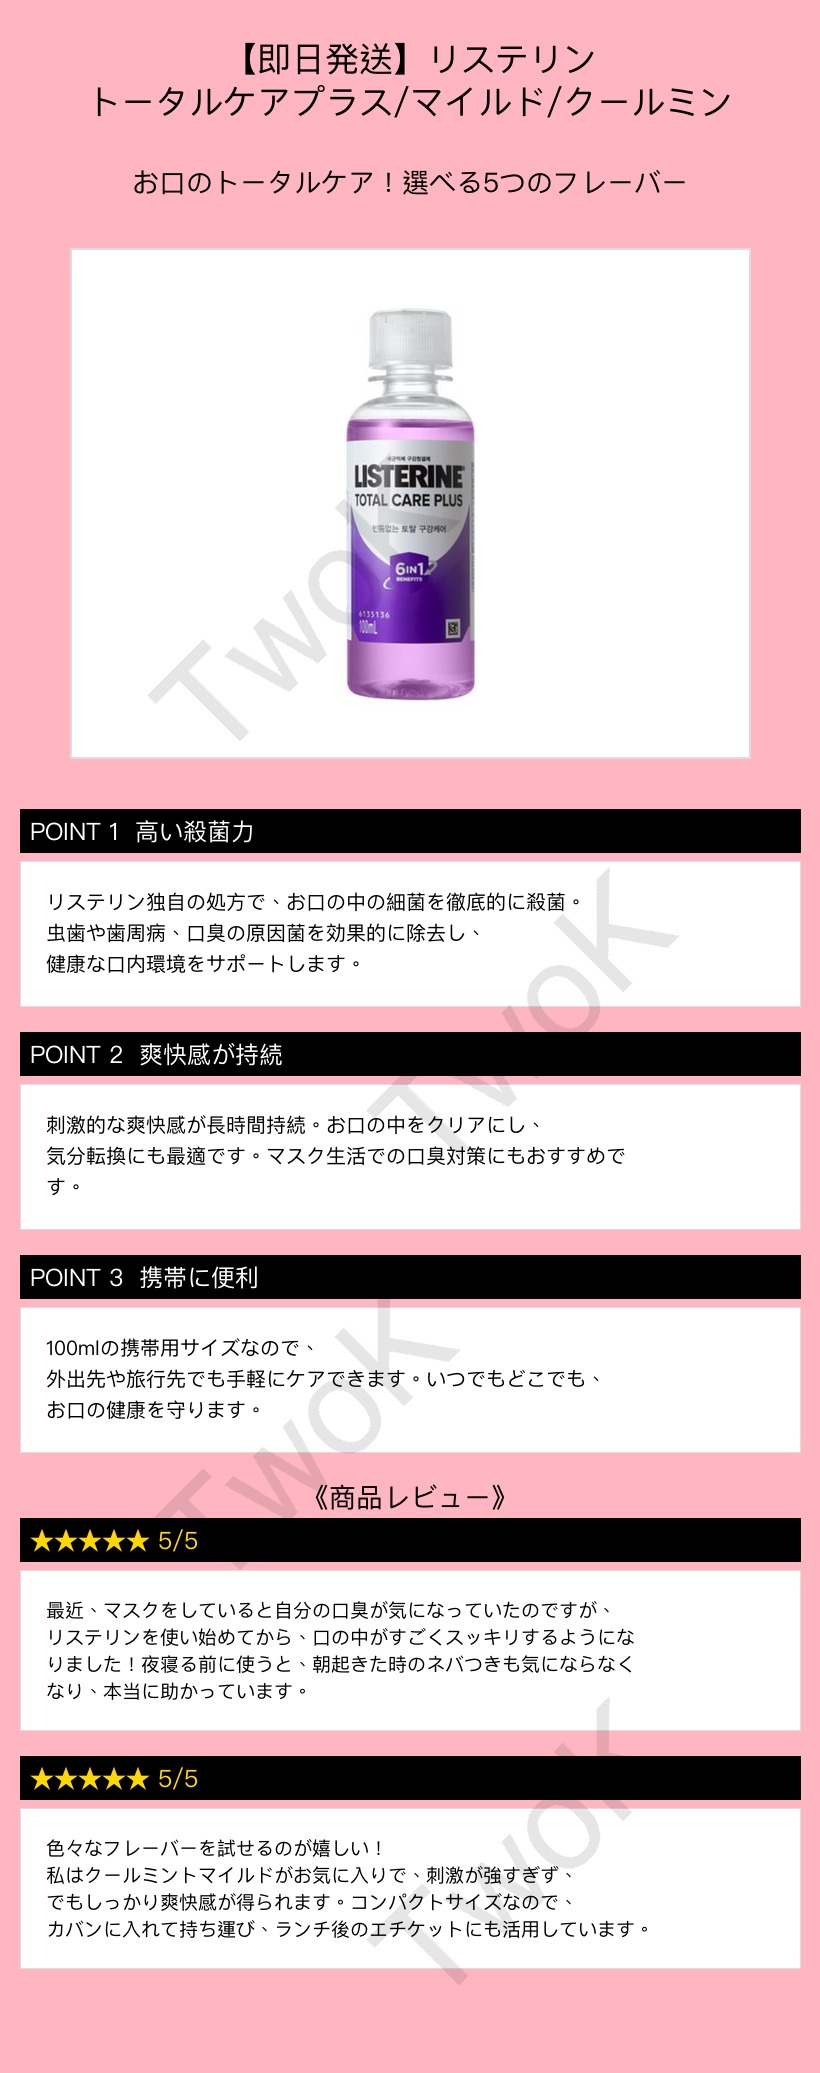 【即日発送】リステリン
トータルケアプラス/マイルド/クールミン
お口のトータルケア！選べる5つのフレーバー
LISTERINE
TOTAL CARE PLUS
빈틈없는 토탈 구강케어
6IN1
BENEFITS
6135136
100mL
TwoK
POINT 1 高い殺菌力
リステリン独自の処方で、お口の中の細菌を徹底的に殺菌。
虫歯や歯周病、口臭の原因菌を効果的に除去し、
健康な口内環境をサポートします。
TwoK
POINT 2 爽快感が持続
刺激的な爽快感が長時間持続。お口の中をクリアにし、
気分転換にも最適です。マスク生活での口臭対策にもおすすめで
す。
POINT 3 携帯に便利
100mlの携帯用サイズなので、
外出先や旅行先でも手軽にケアできます。いつでもどこでも、
お口の健康を守ります。
TwoK
《商品レビュー》
★★★★★ 5/5
最近、マスクをしていると自分の口臭が気になっていたのですが、
リステリンを使い始めてから、口の中がすごくスッキリするようにな
りました！夜寝る前に使うと、朝起きた時のネバつきも気にならなく
なり、本当に助かっています。
★★★★★ 5/5
色々なフレーバーを試せるのが嬉しい！
私はクールミントマイルドがお気に入りで、刺激が強すぎず、
でもしっかり爽快感が得られます。コンパクトサイズなので、
カバンに入れて持ち運び、ランチ後のエチケットにも活用しています。
TwoK